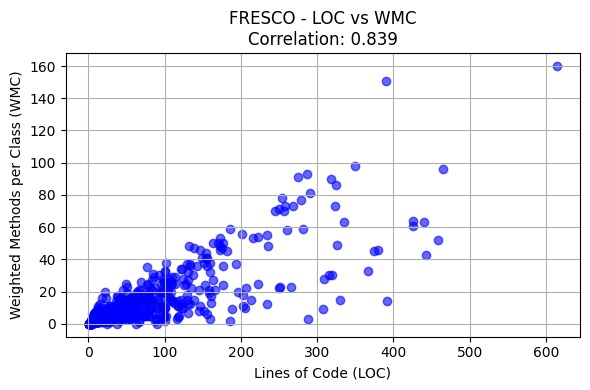 FRESCO - LOC vs WMC
Correlation: 0.839
Weighted Methods per Class (WMC)
160
140
120
100
80
60
40
20
0
0 100 200 300 400 500 600
Lines of Code (LOC)